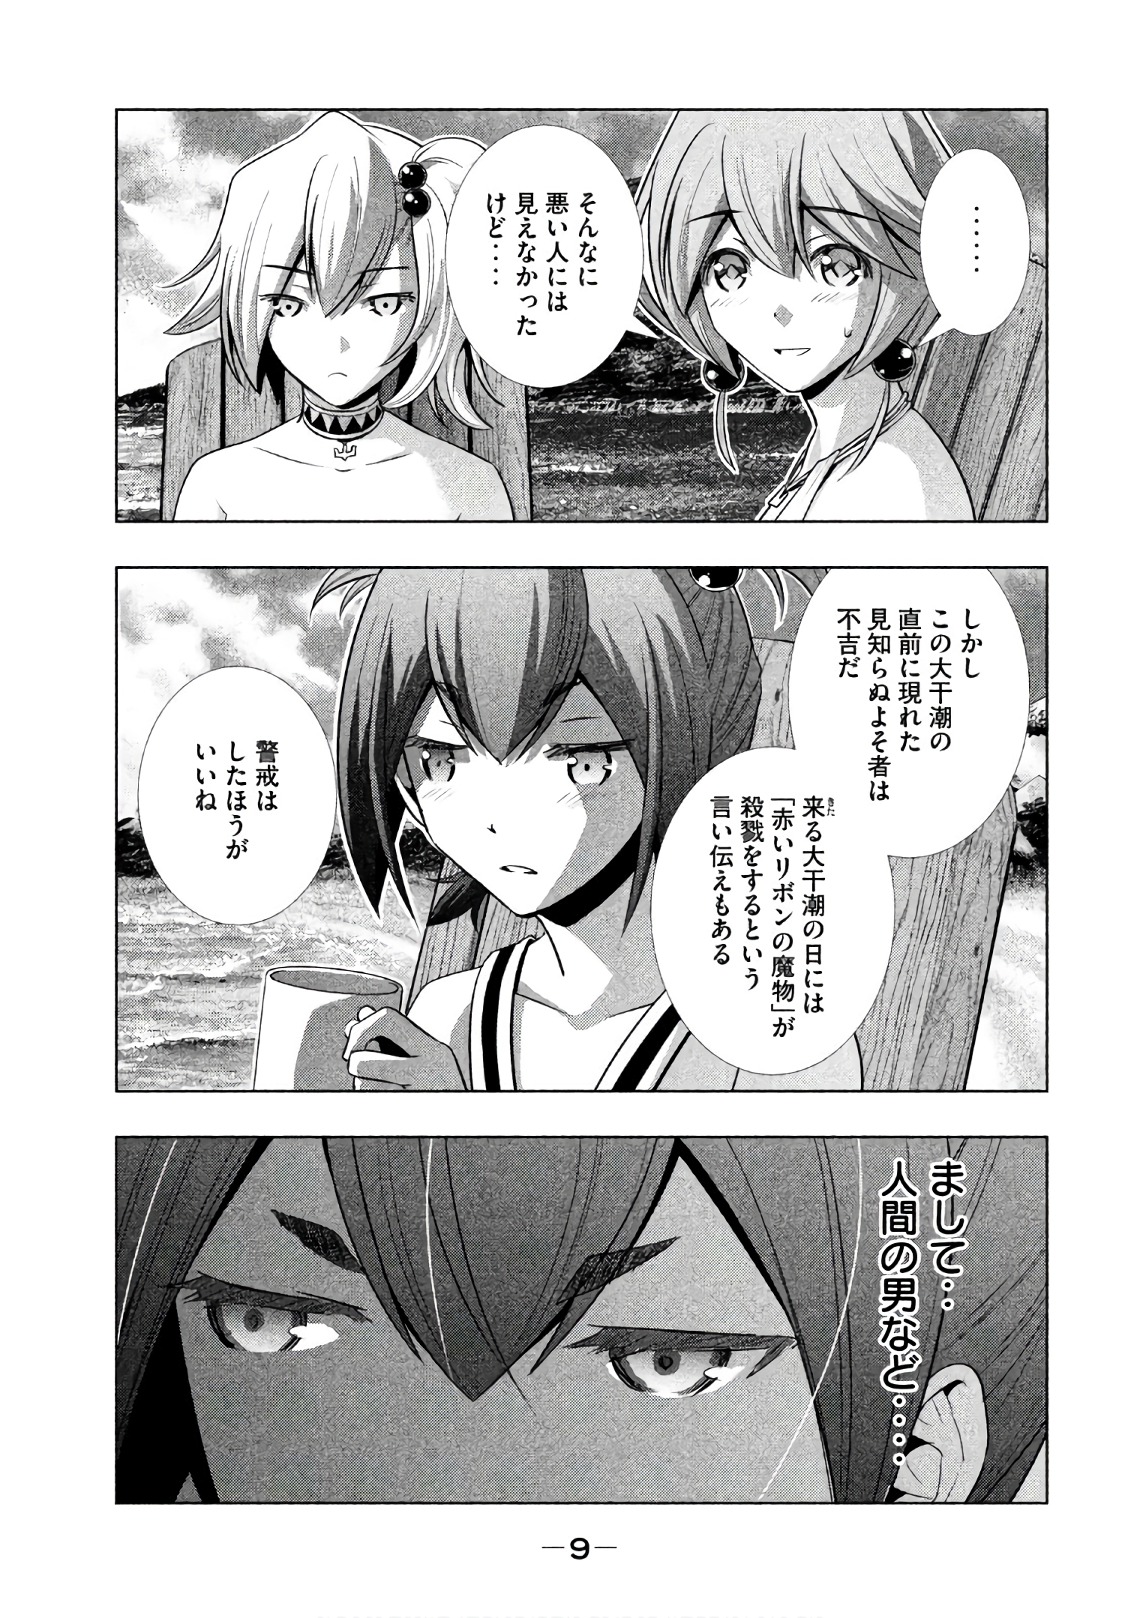 ‥‥‥
そんなに
悪い人には
見えなかった
けど‥‥
しかし
この大干潮の
直前に現れた
見知らぬよそ者は
不吉だ
来る大干潮の日には
きた
「赤いリボンの魔物」が
殺戮をするという
言い伝えもある
警戒は
したほうが
いいね
まして‥
人間の男など‥‥
—9—